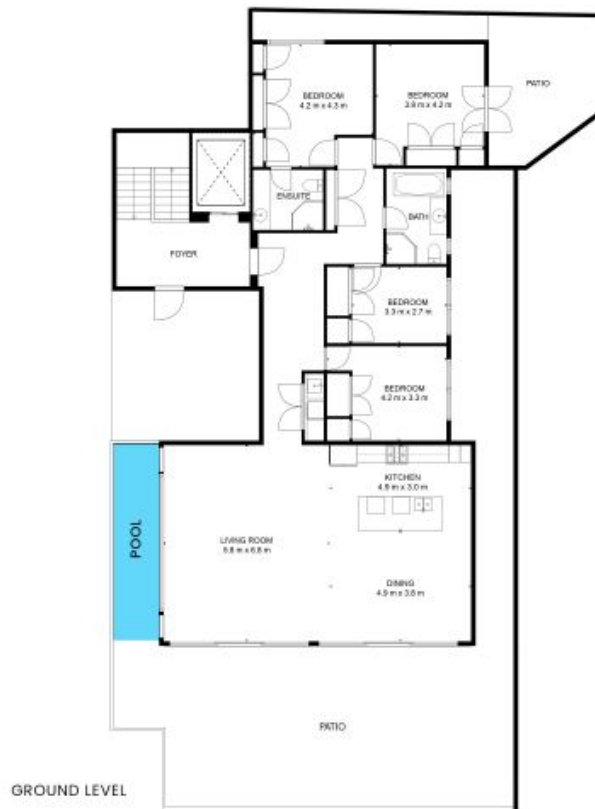 BEDROOM
4.2 m x 4.3 m
BEDROOM
3.8 m x 4.2 m
PATIO
ENSUITE
BATH
FOYER
BEDROOM
3.3 m x 2.7 m
BEDROOM
4.2 m x 3.3 m
KITCHEN
4.9 m x 3.0 m
POOL
LIVING ROOM
5.8 m x 6.8 m
DINING
4.9 m x 3.8 m
PATIO
GROUND LEVEL